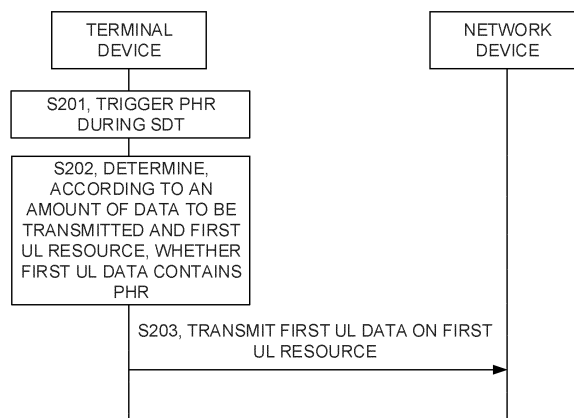 TERMINAL
DEVICE
NETWORK
DEVICE
S201, TRIGGER PHR
DURING SDT
S202, DETERMINE,
ACCORDING TO AN
AMOUNT OF DATA TO BE
TRANSMITTED AND FIRST
UL RESOURCE, WHETHER
FIRST UL DATA CONTAINS
PHR
S203, TRANSMIT FIRST UL DATA ON FIRST
UL RESOURCE